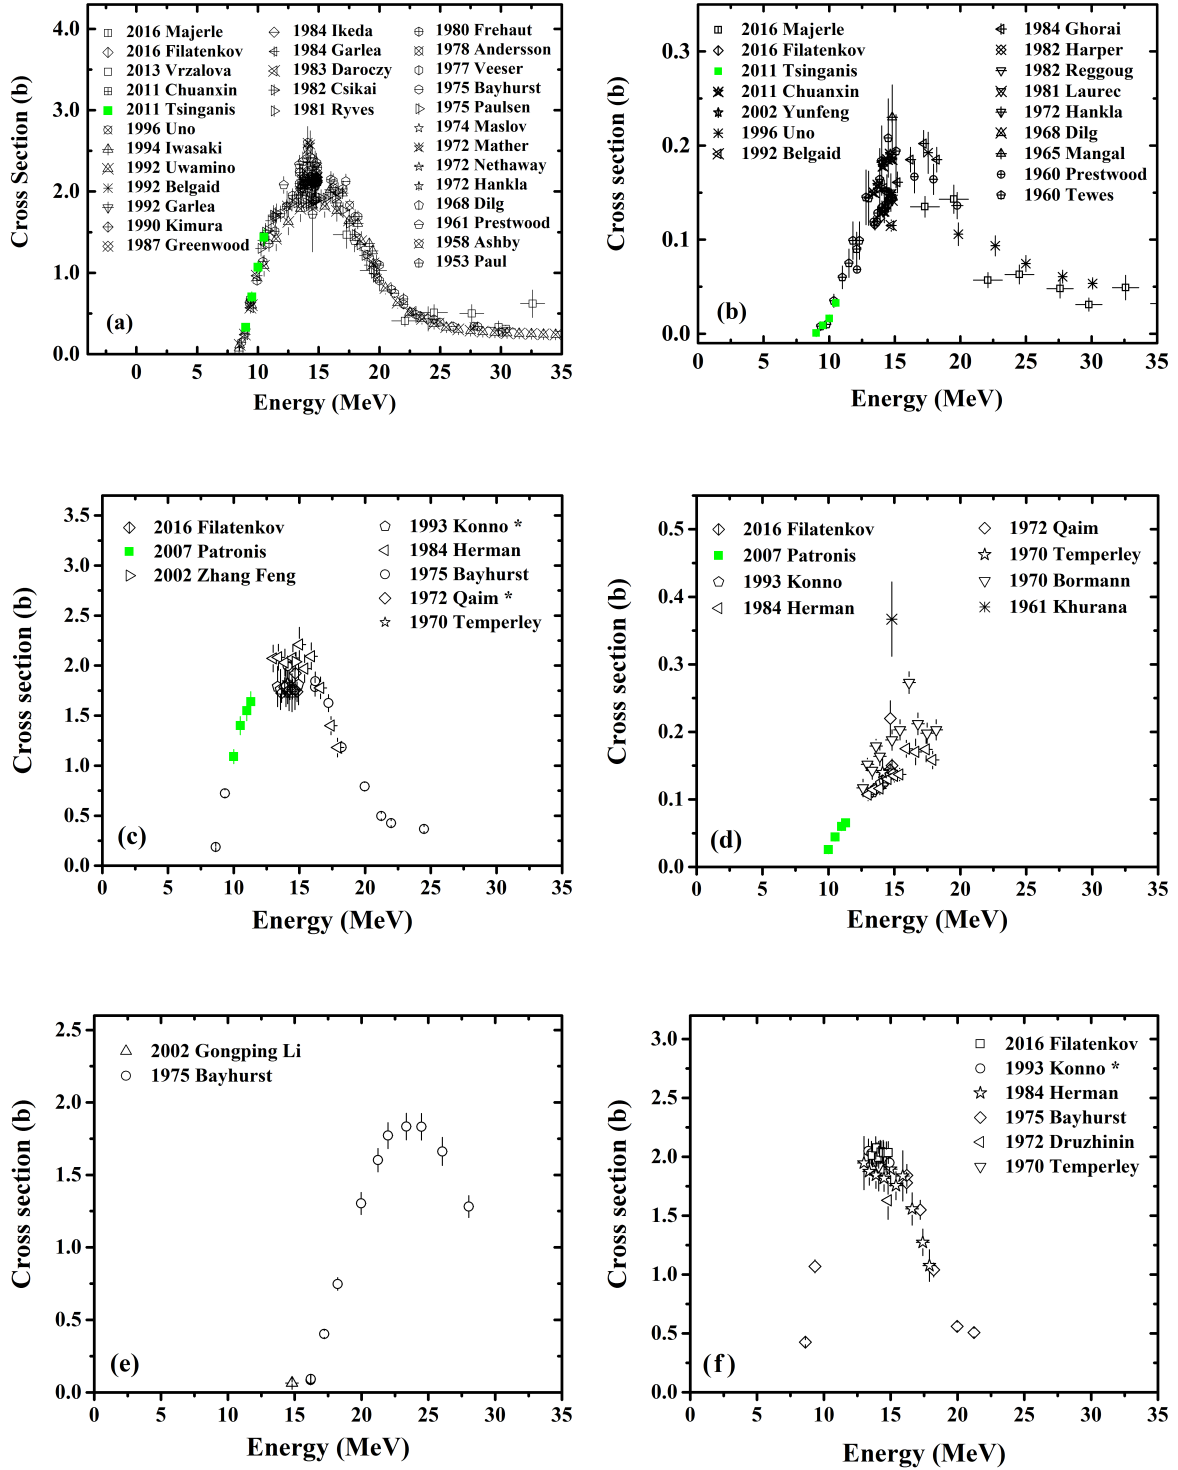 4.0
3.0
2.0
1.0
0.0
Cross Section (b)
2016 Majerle
2016 Filatenkov
2013 Vrzalova
2011 Chuanxin
2011 Tsinganis
1996 Uno
1994 Iwasaki
1992 Uwamino
1992 Belgaid
1992 Garlea
1990 Kimura
1987 Greenwood
1984 Ikeda
1984 Garlea
1983 Daroczy
1982 Csikai
1981 Ryves
1980 Frehaut
1978 Andersson
1977 Veeser
1975 Bayhurst
1975 Paulsen
1974 Maslov
1972 Mather
1972 Nethaway
1972 Hankla
1968 Dilg
1961 Prestwood
1958 Ashby
1953 Paul
(a)
0 5 10 15 20 25 30 35
Energy (MeV)
0.3
0.2
0.1
0.0
Cross section (b)
2016 Majerle
2016 Filatenkov
2011 Tsinganis
2011 Chuanxin
2002 Yunfeng
1996 Uno
1992 Belgaid
1984 Ghorai
1982 Harper
1982 Reggoug
1981 Laurec
1972 Hankla
1968 Dilg
1965 Mangal
1960 Prestwood
1960 Tewes
(b)
0 5 10 15 20 25 30 35
Energy (MeV)
3.5
3.0
2.5
2.0
1.5
1.0
0.5
0.0
Cross section (b)
2016 Filatenkov
2007 Patronis
2002 Zhang Feng
1993 Konno *
1984 Herman
1975 Bayhurst
1972 Qaim *
1970 Temperley
(c)
0 5 10 15 20 25 30 35
Energy (MeV)
0.5
0.4
0.3
0.2
0.1
0.0
Cross section (b)
2016 Filatenkov
2007 Patronis
1993 Konno
1984 Herman
1972 Qaim
1970 Temperley
1970 Bormann
1961 Khurana
(d)
0 5 10 15 20 25 30 35
Energy (MeV)
2.5
2.0
1.5
1.0
0.5
0.0
Cross section (b)
2002 Gongping Li
1975 Bayhurst
(e)
0 5 10 15 20 25 30 35
Energy (MeV)
3.0
2.5
2.0
1.5
1.0
0.5
0.0
Cross section (b)
2016 Filatenkov
1993 Konno *
1984 Herman
1975 Bayhurst
1972 Druzhinin
1970 Temperley
(f)
0 5 10 15 20 25 30 35
Energy (MeV)